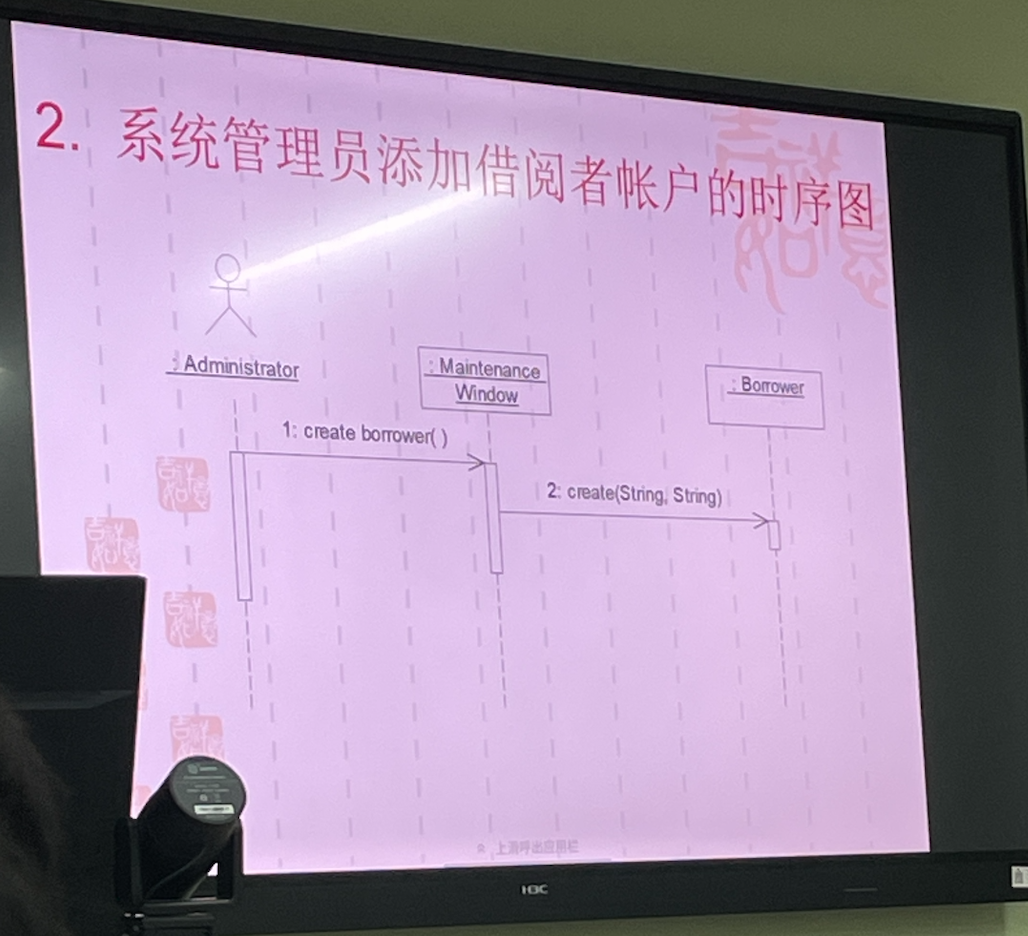 2. 系统管理员添加借阅者帐户的时序图
: Administrator
: Maintenance
Window
: Borrower
1: create borrower( )
2: create(String, String)
上滑呼出应用栏
H3C